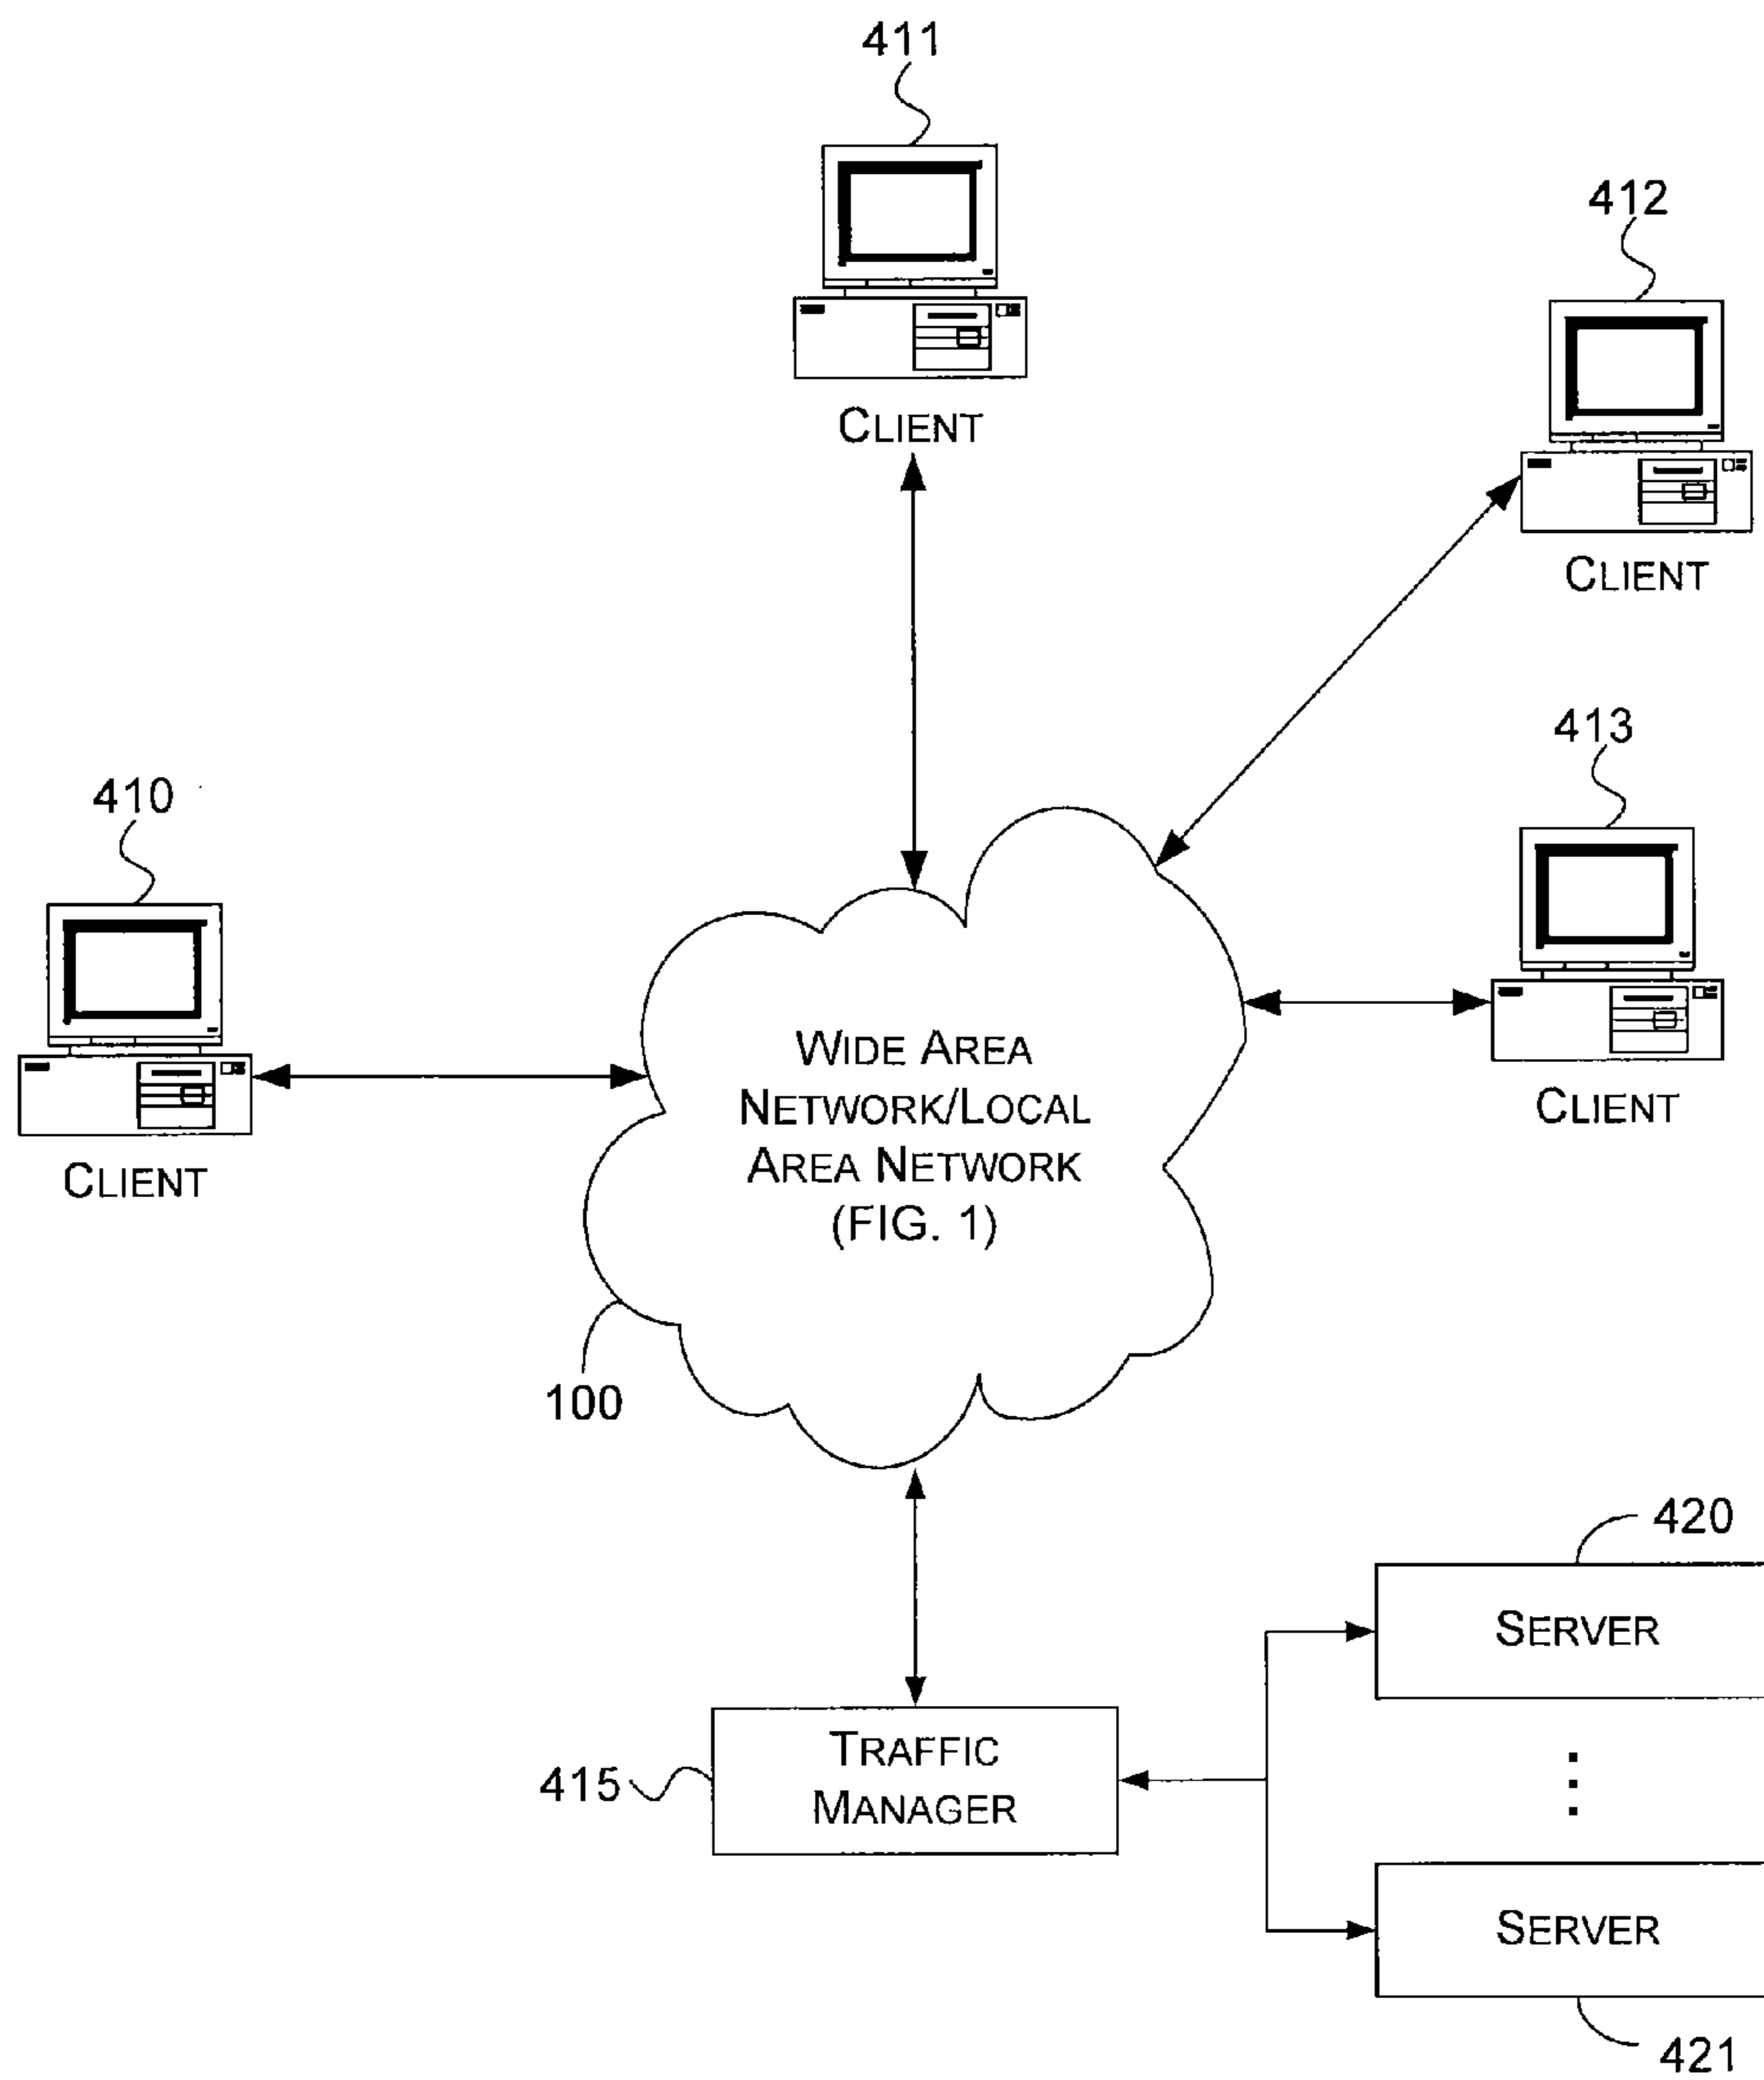 411
412
CLIENT
CLIENT
413
410
WIDE AREA
NETWORK/LOCAL
AREA NETWORK
(FIG. 1)
CLIENT
CLIENT
100
420
SERVER
TRAFFIC
MANAGER
415
SERVER
421